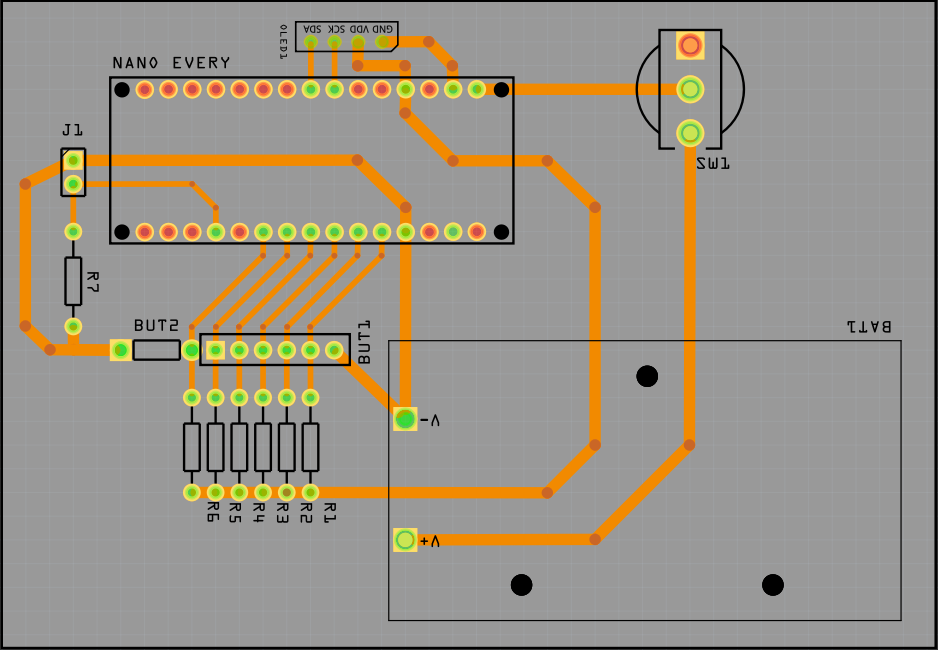 SDA SCK VDD GND
OLED1
NANO EVERY
J1
SW1
R7
BUT2
BUT1
BAT1
V-
V+
R6 R5 R4 R3 R2 R1